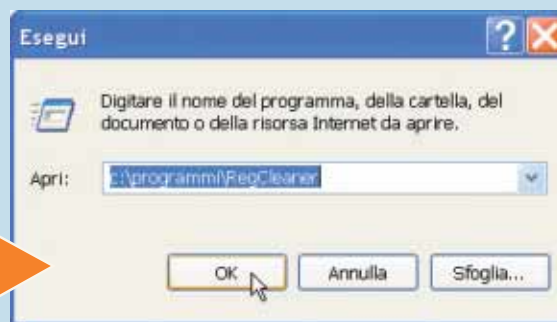 Esegui
Digitare il nome del programma, della cartella, del
documento o della risorsa Internet da aprire.
Apri: c:\programmi\RegCleaner
OK Annulla Sfoglia...